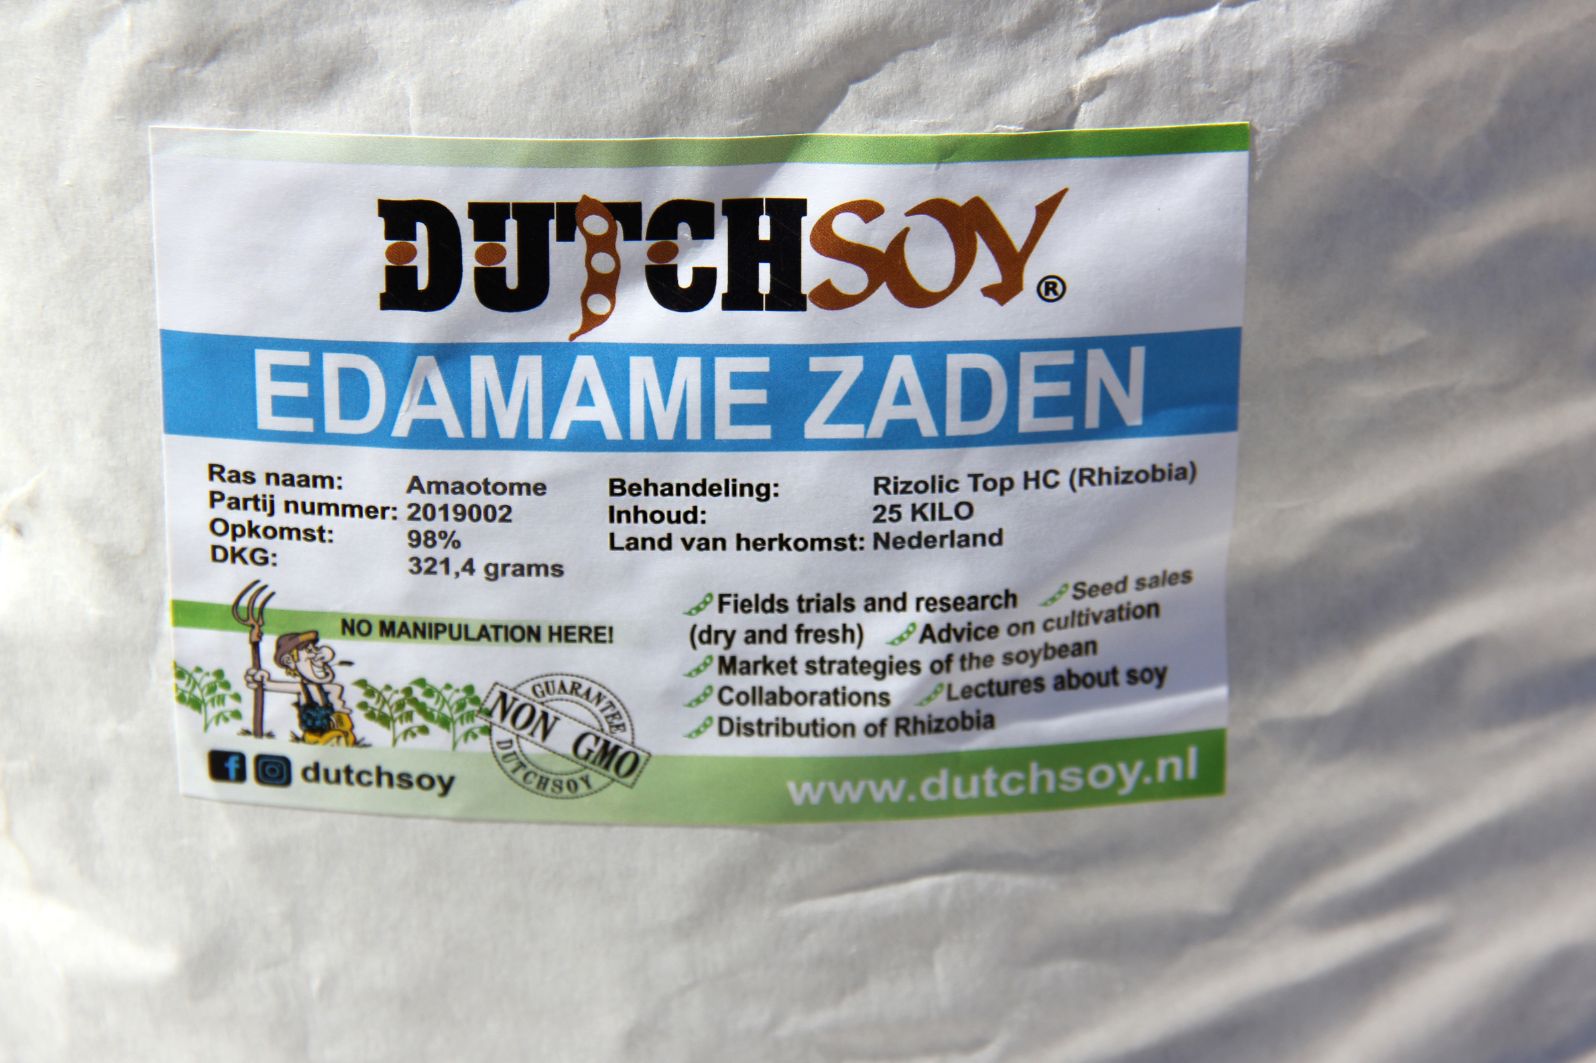 DUTCHSOY®
EDAMAME ZADEN
Ras naam: Amaotome
Partij nummer: 2019002
Opkomst: 98%
DKG: 321,4 grams
Behandeling: Rizolic Top HC (Rhizobia)
Inhoud: 25 KILO
Land van herkomst: Nederland
NO MANIPULATION HERE!
GUARANTEE
NON GMO
DUTCHSOY
Fields trials and research Seed sales
(dry and fresh) Advice on cultivation
Market strategies of the soybean
Collaborations Lectures about soy
Distribution of Rhizobia
dutchsoy
www.dutchsoy.nl